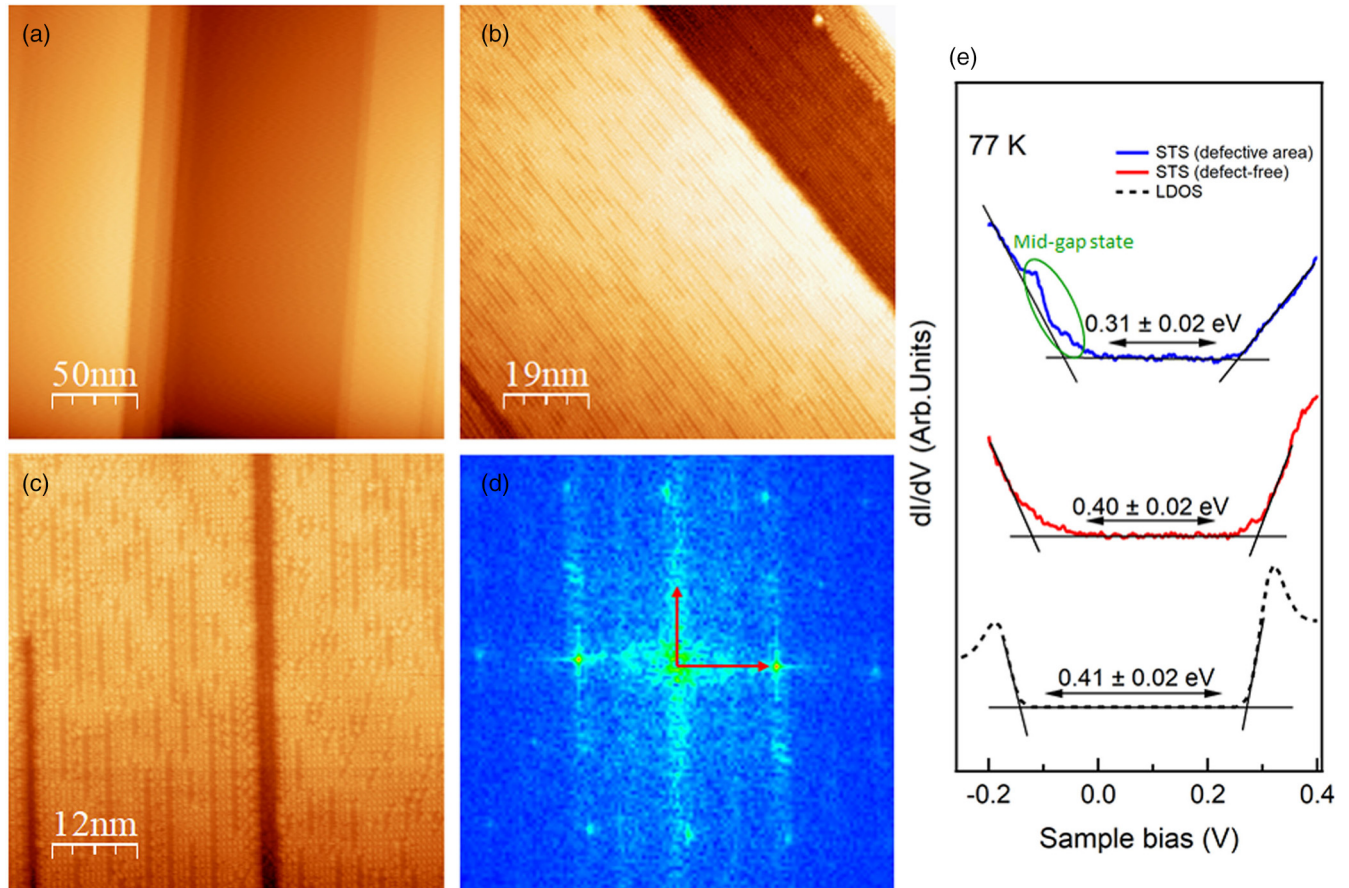 (a)
50nm
(b)
19nm
(c)
12nm
(d)
(e)
77 K
STS (defective area)
STS (defect-free)
LDOS
Mid-gap state
0.31 ± 0.02 eV
0.40 ± 0.02 eV
0.41 ± 0.02 eV
dI/dV (Arb.Units)
-0.2 0.0 0.2 0.4
Sample bias (V)